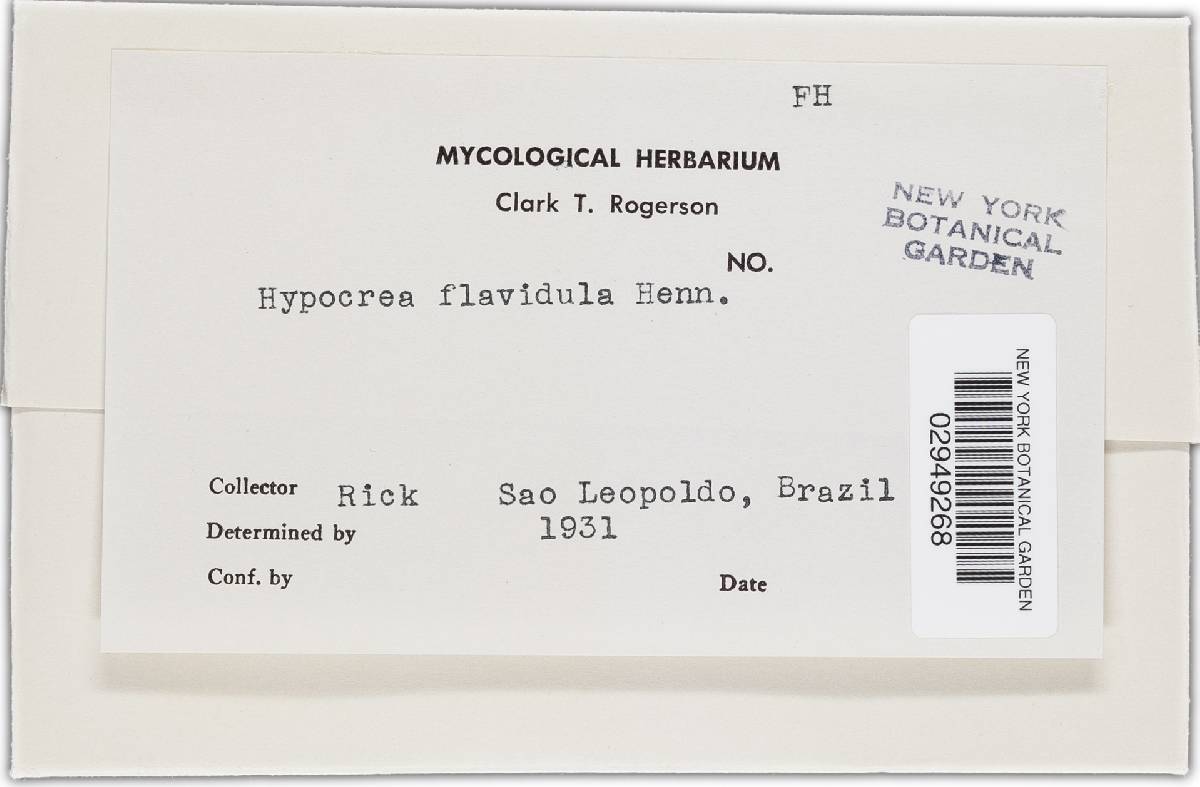 FH
MYCOLOGICAL HERBARIUM
Clark T. Rogerson
NEW YORK
BOTANICAL
GARDEN
NO.
Hypocrea flavidula Henn.
Collector Rick Sao Leopoldo, Brazil
Determined by 1931
Conf. by Date
NEW YORK BOTANICAL GARDEN
02949268